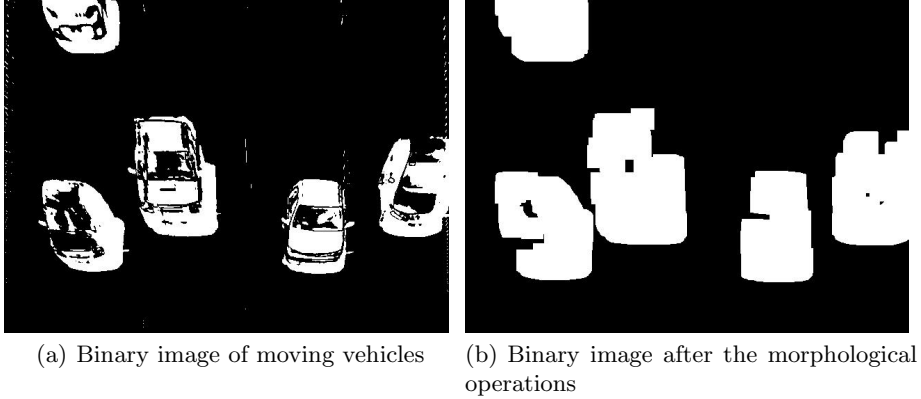 (a) Binary image of moving vehicles
(b) Binary image after the morphological
operations